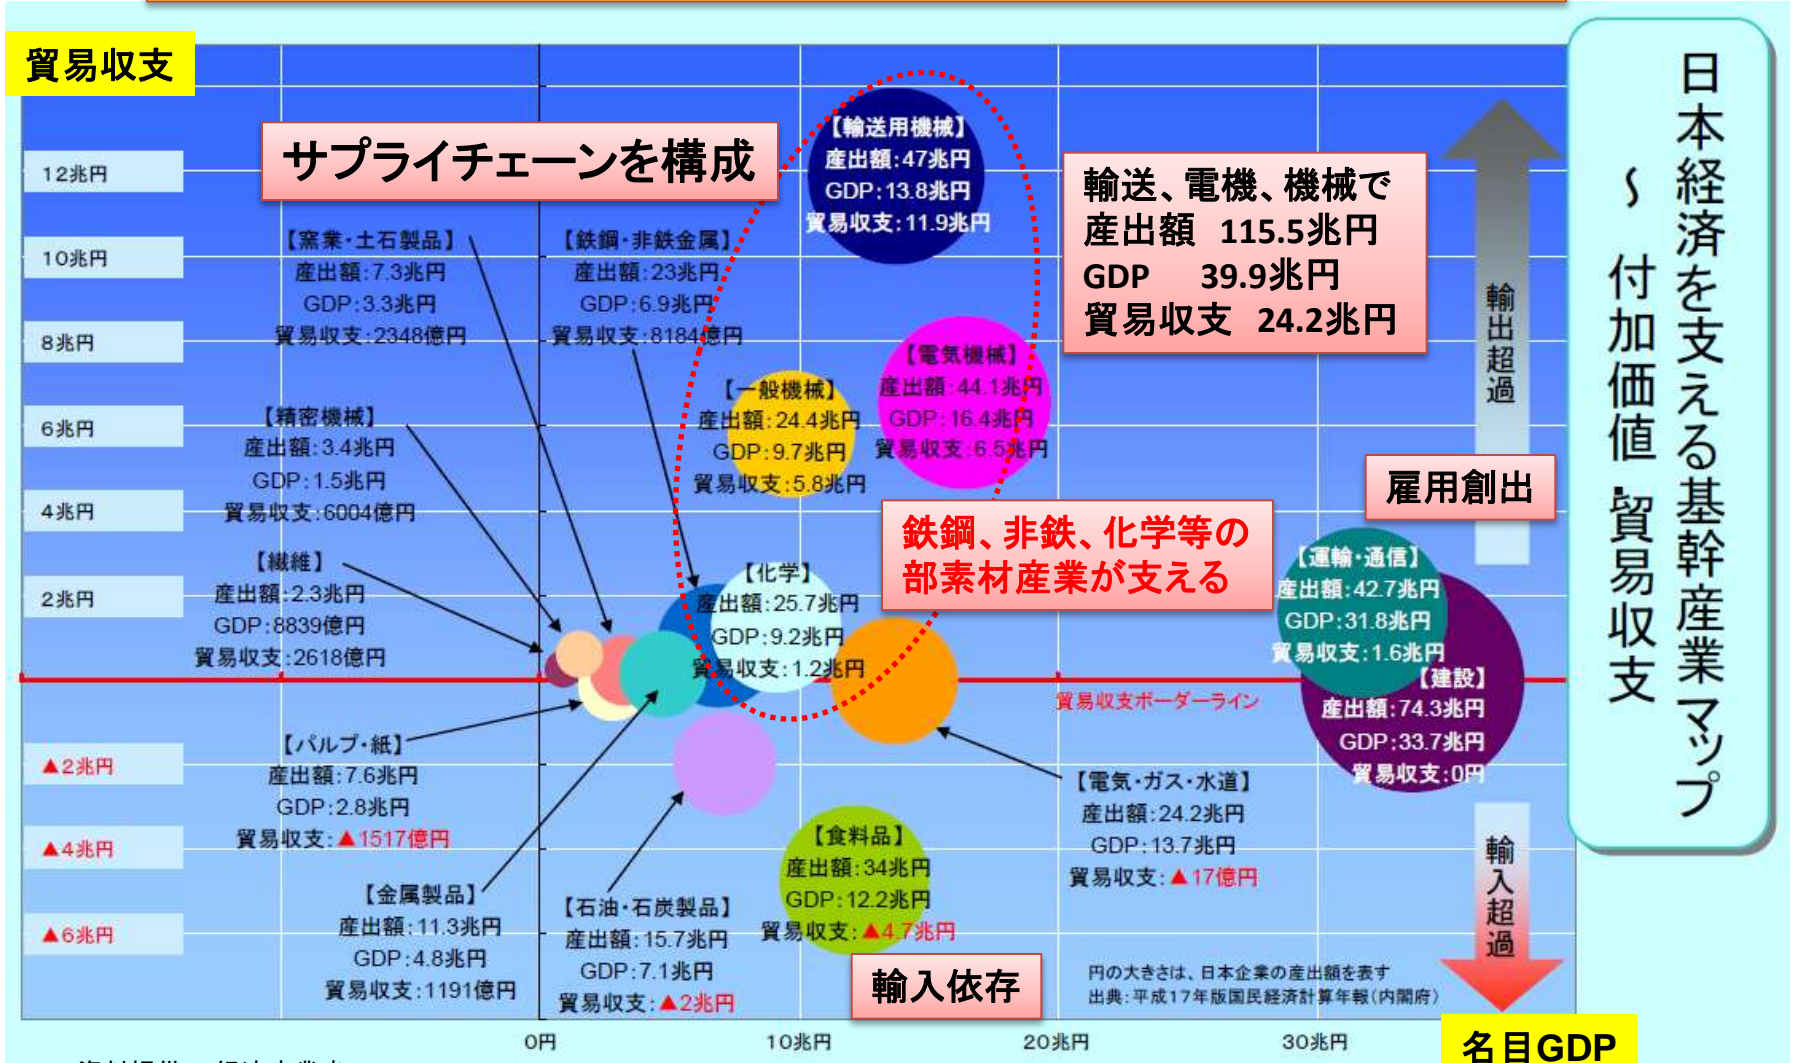 貿易収支
日本経済を支える基幹産業マップ
~ 付加価値・貿易収支
12兆円
10兆円
8兆円
6兆円
4兆円
2兆円
▲2兆円
▲4兆円
▲6兆円
サプライチェーンを構成
【輸送用機械】
産出額:47兆円
GDP:13.8兆円
貿易収支:11.9兆円
輸送、電機、機械で
産出額 115.5兆円
GDP 39.9兆円
貿易収支 24.2兆円
輸出超過
【窯業・土石製品】
産出額:7.3兆円
GDP:3.3兆円
貿易収支:2348億円
【鉄鋼・非鉄金属】
産出額:23兆円
GDP:6.9兆円
貿易収支:8184億円
【電気機械】
産出額:44.1兆円
GDP:16.4兆円
貿易収支:6.5兆円
【一般機械】
産出額:24.4兆円
GDP:9.7兆円
貿易収支:5.8兆円
【精密機械】
産出額:3.4兆円
GDP:1.5兆円
貿易収支:6004億円
雇用創出
鉄鋼、非鉄、化学等の
部素材産業が支える
【繊維】
産出額:2.3兆円
GDP:8839億円
貿易収支:2618億円
【化学】
産出額:25.7兆円
GDP:9.2兆円
貿易収支:1.2兆円
【運輸・通信】
産出額:42.7兆円
GDP:31.8兆円
貿易収支:1.6兆円
【建設】
産出額:74.3兆円
GDP:33.7兆円
貿易収支:0円
貿易収支ボーダーライン
【パルプ・紙】
産出額:7.6兆円
GDP:2.8兆円
貿易収支:▲1517億円
【電気・ガス・水道】
産出額:24.2兆円
GDP:13.7兆円
貿易収支:▲17億円
【食料品】
産出額:34兆円
GDP:12.2兆円
貿易収支:▲4.7兆円
【金属製品】
産出額:11.3兆円
GDP:4.8兆円
貿易収支:1191億円
【石油・石炭製品】
産出額:15.7兆円
GDP:7.1兆円
貿易収支:▲2兆円
輸入依存
輸入超過
円の大きさは、日本企業の産出額を表す
出典:平成17年版国民経済計算年報(内閣府)
0円
10兆円
20兆円
30兆円
名目GDP